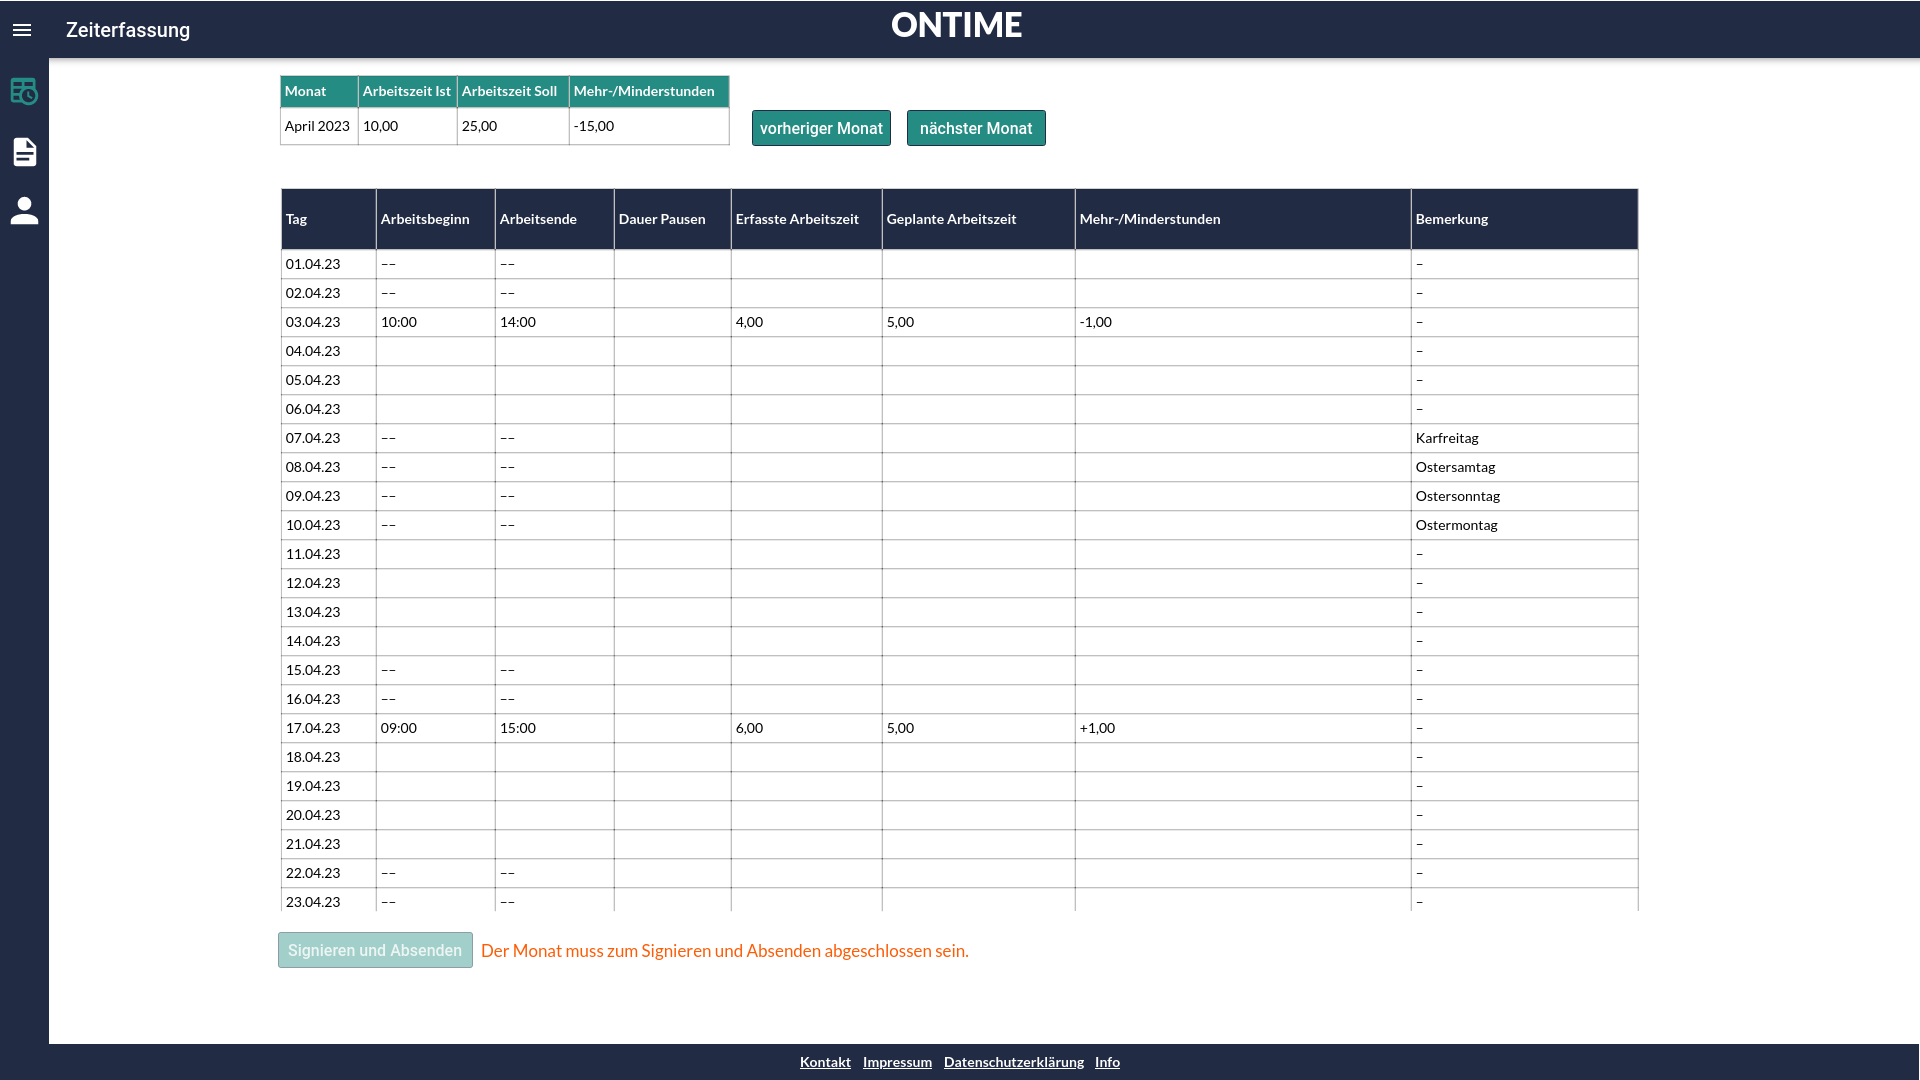 Zeiterfassung
ONTIME
Monat Arbeitszeit Ist Arbeitszeit Soll Mehr-/Minderstunden
April 2023 10,00 25,00 -15,00
vorheriger Monat nächster Monat
Tag Arbeitsbeginn Arbeitsende Dauer Pausen Erfasste Arbeitszeit Geplante Arbeitszeit Mehr-/Minderstunden Bemerkung
01.04.23 –– –– –
02.04.23 –– –– –
03.04.23 10:00 14:00 4,00 5,00 -1,00 –
04.04.23 –
05.04.23 –
06.04.23 –
07.04.23 –– –– Karfreitag
08.04.23 –– –– Ostersamtag
09.04.23 –– –– Ostersonntag
10.04.23 –– –– Ostermontag
11.04.23 –
12.04.23 –
13.04.23 –
14.04.23 –
15.04.23 –– –– –
16.04.23 –– –– –
17.04.23 09:00 15:00 6,00 5,00 +1,00 –
18.04.23 –
19.04.23 –
20.04.23 –
21.04.23 –
22.04.23 –– –– –
23.04.23 –– –– –
Signieren und Absenden Der Monat muss zum Signieren und Absenden abgeschlossen sein.
Kontakt Impressum Datenschutzerklärung Info